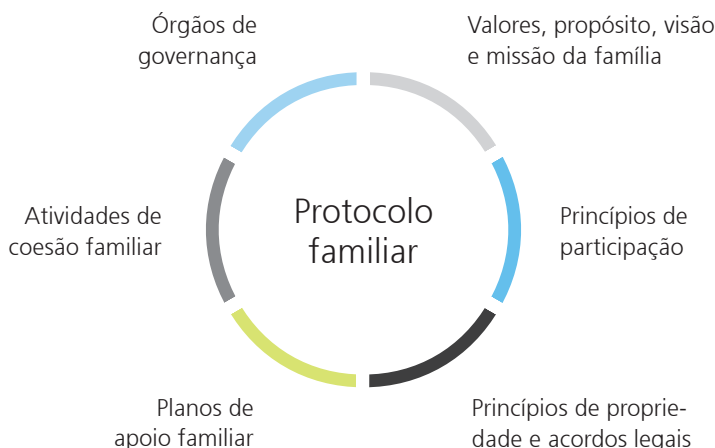 Órgãos de
governança
Valores, propósito, visão
e missão da família
Atividades de
coesão familiar
Protocolo
familiar
Princípios de
participação
Planos de
apoio familiar
Princípios de proprie-
dade e acordos legais